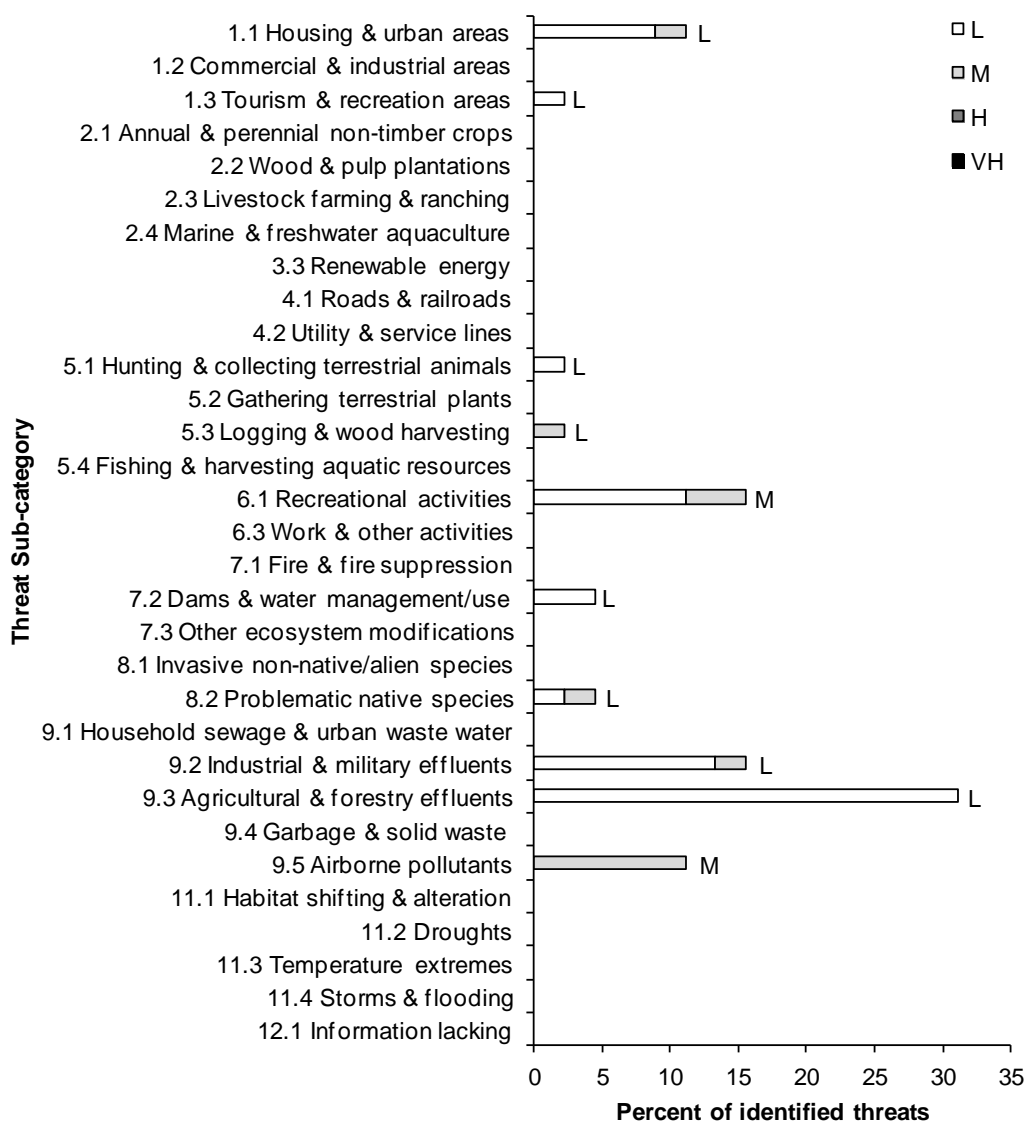 1.1 Housing & urban areas L
1.2 Commercial & industrial areas
1.3 Tourism & recreation areas L
2.1 Annual & perennial non-timber crops
2.2 Wood & pulp plantations
2.3 Livestock farming & ranching
2.4 Marine & freshwater aquaculture
3.3 Renewable energy
4.1 Roads & railroads
4.2 Utility & service lines
5.1 Hunting & collecting terrestrial animals L
5.2 Gathering terrestrial plants
5.3 Logging & wood harvesting L
5.4 Fishing & harvesting aquatic resources
6.1 Recreational activities M
6.3 Work & other activities
7.1 Fire & fire suppression
7.2 Dams & water management/use L
7.3 Other ecosystem modifications
8.1 Invasive non-native/alien species
8.2 Problematic native species L
9.1 Household sewage & urban waste water
9.2 Industrial & military effluents L
9.3 Agricultural & forestry effluents L
9.4 Garbage & solid waste
9.5 Airborne pollutants M
11.1 Habitat shifting & alteration
11.2 Droughts
11.3 Temperature extremes
11.4 Storms & flooding
12.1 Information lacking
Threat Sub-category
0 5 10 15 20 25 30 35
Percent of identified threats
L
M
H
VH